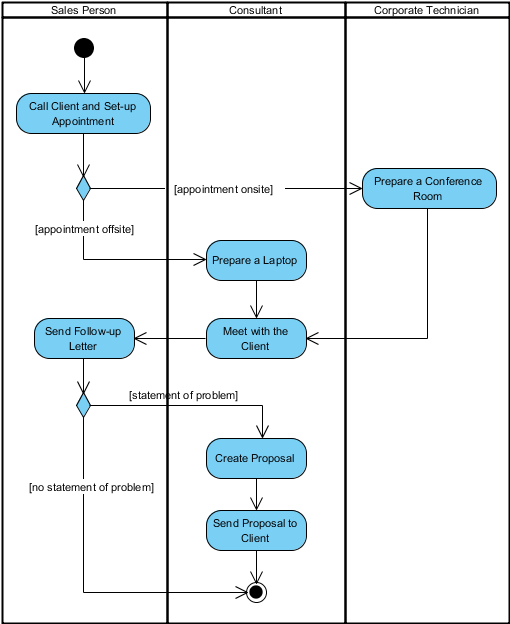 Sales Person
Consultant
Corporate Technician
Call Client and Set-up
Appointment
[appointment onsite]
Prepare a Conference
Room
[appointment offsite]
Prepare a Laptop
Send Follow-up
Letter
Meet with the
Client
[statement of problem]
Create Proposal
[no statement of problem]
Send Proposal to
Client